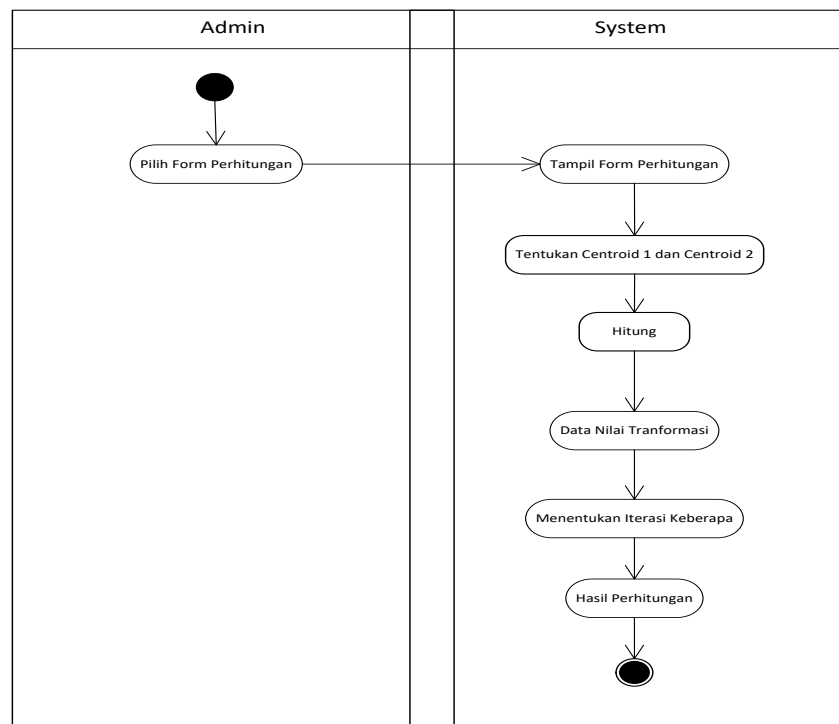 Admin
System
Pilih Form Perhitungan
Tampil Form Perhitungan
Tentukan Centroid 1 dan Centroid 2
Hitung
Data Nilai Tranformasi
Menentukan Iterasi Keberapa
Hasil Perhitungan